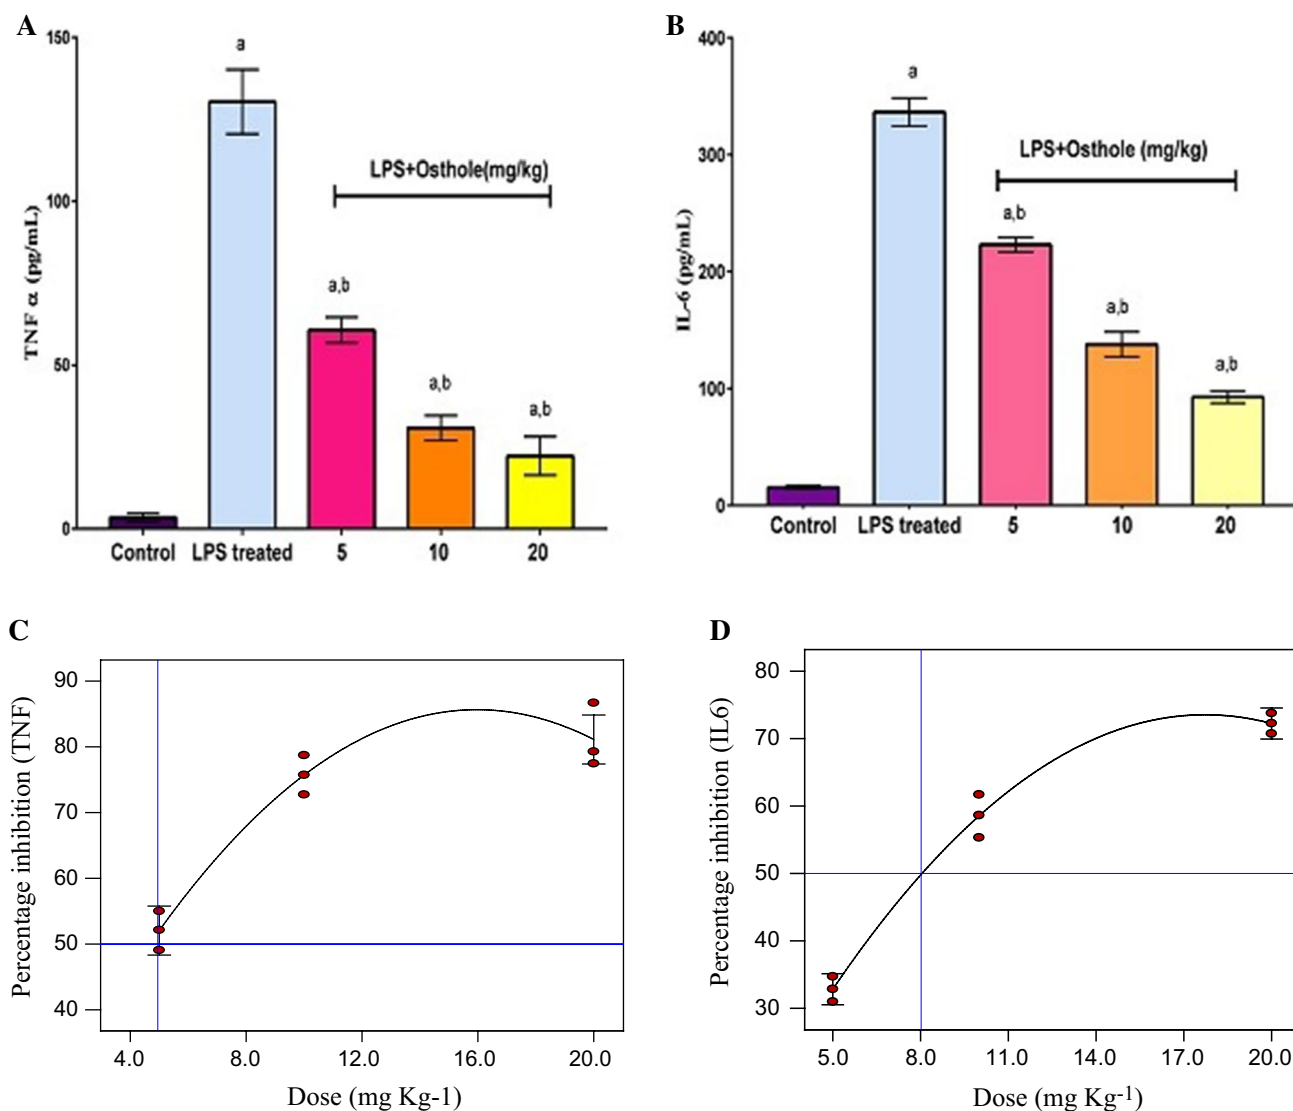 A
150
100
50
0
TNF α (pg/mL)
a
LPS+Osthole(mg/kg)
a,b
a,b
a,b
Control LPS treated 5 10 20
B
400
300
200
100
0
IL-6 (pg/mL)
a
LPS+Osthole (mg/kg)
a,b
a,b
a,b
Control LPS treated 5 10 20
C
90
80
70
60
50
40
Percentage inhibition (TNF)
4.0 8.0 12.0 16.0 20.0
Dose (mg Kg-1)
D
80
70
60
50
40
30
Percentage inhibition (IL6)
5.0 8.0 11.0 14.0 17.0 20.0
Dose (mg Kg-1)